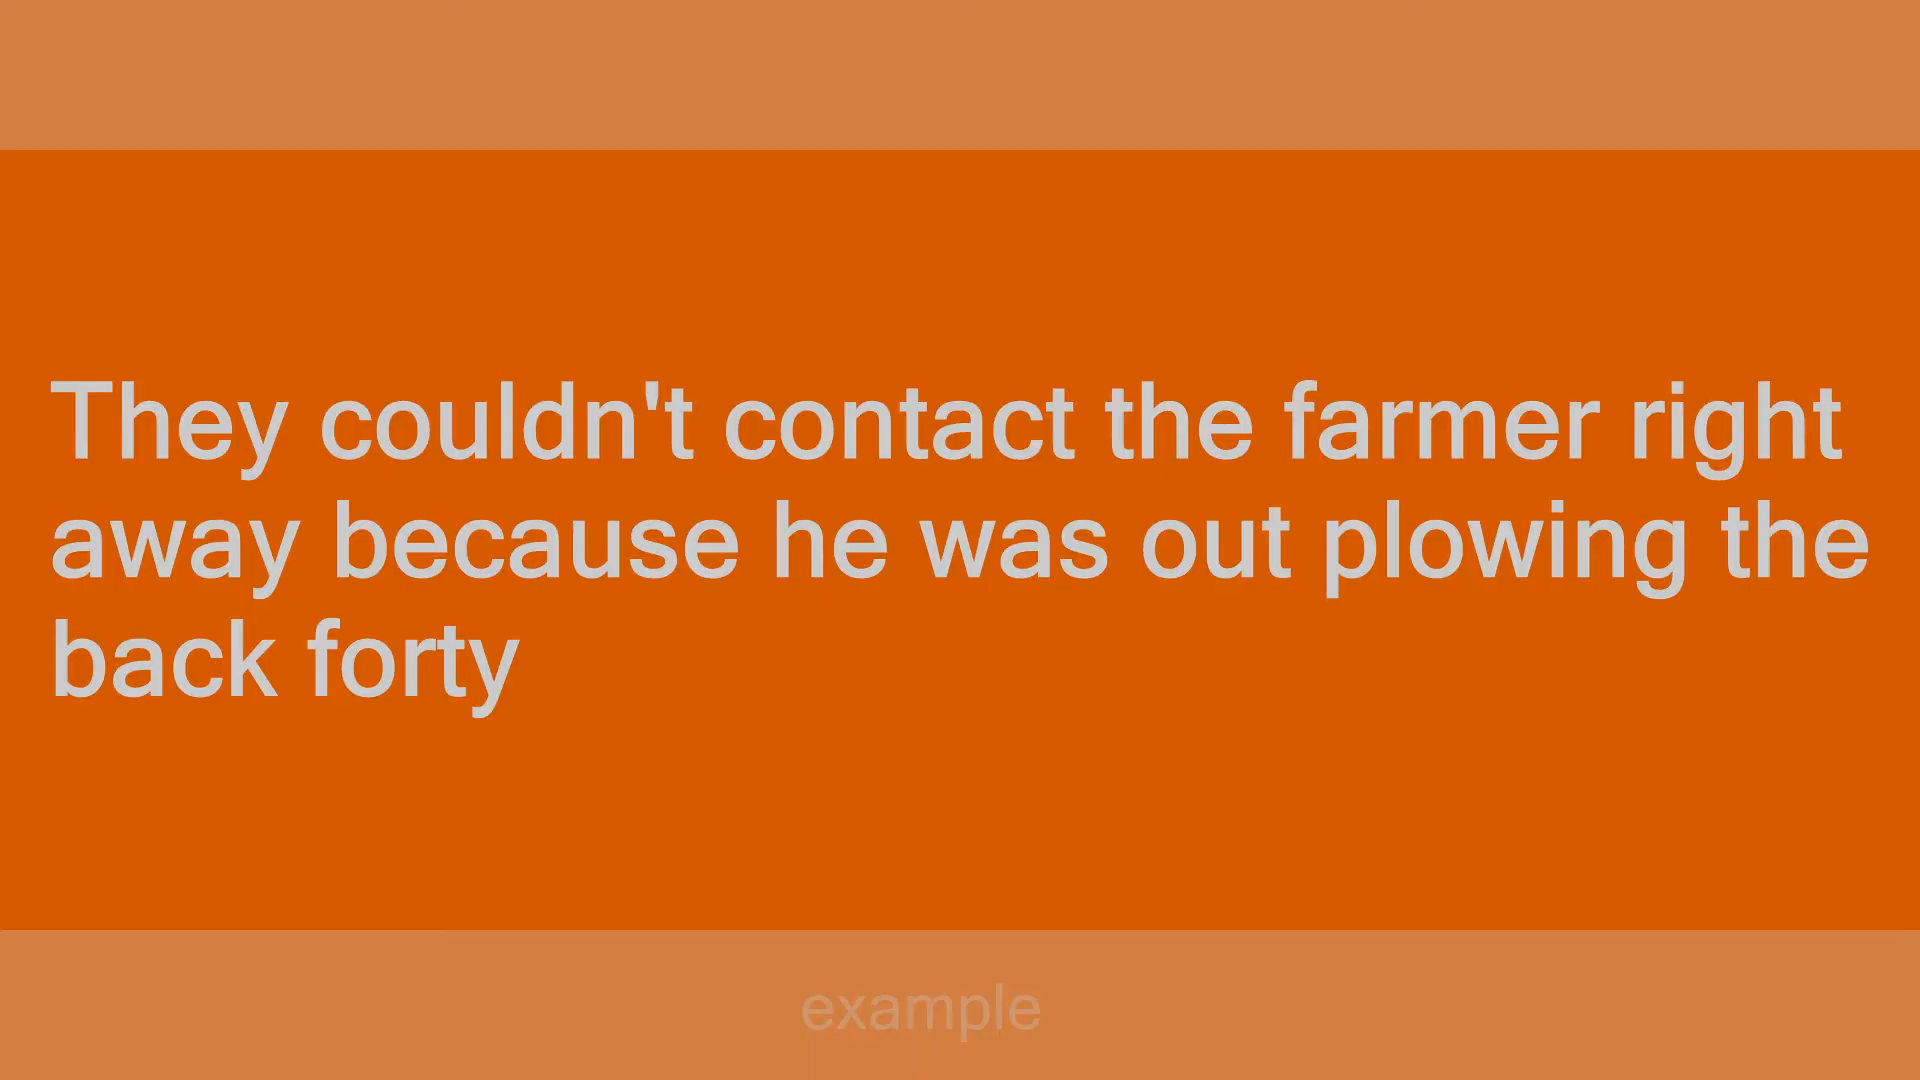 They couldn't contact the farmer right
away because he was out plowing the
back forty
example